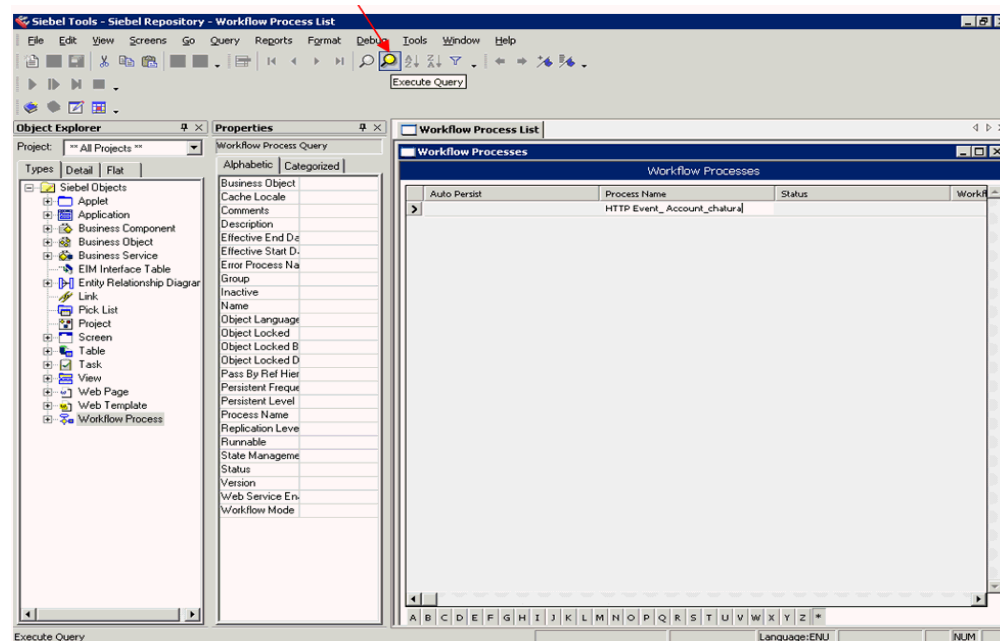 Siebel Tools - Siebel Repository - Workflow Process List
File Edit View Screens Go Query Reports Format Debug Tools Window Help
Execute Query
Object Explorer
Project: ** All Projects **
Types Detail Flat
Siebel Objects
Applet
Application
Business Component
Business Object
Business Service
EIM Interface Table
Entity Relationship Diagrar
Link
Pick List
Project
Screen
Table
Task
View
Web Page
Web Template
Workflow Process
Properties
Workflow Process Query
Alphabetic Categorized
Business Object
Cache Locale
Comments
Description
Effective End Da
Effective Start D
Error Process Na
Group
Inactive
Name
Object Language
Object Locked
Object Locked B
Object Locked D
Pass By Ref Hier
Persistent Freque
Persistent Level
Process Name
Replication Leve
Runnable
State Manageme
Status
Version
Web Service En
Workflow Mode
Workflow Process List
Workflow Processes
Workflow Processes
Auto Persist Process Name Status Workfl
HTTP Event_ Account_chatura
A B C D E F G H I J K L M N O P Q R S T U V W X Y Z *
Execute Query Language:ENU NUM